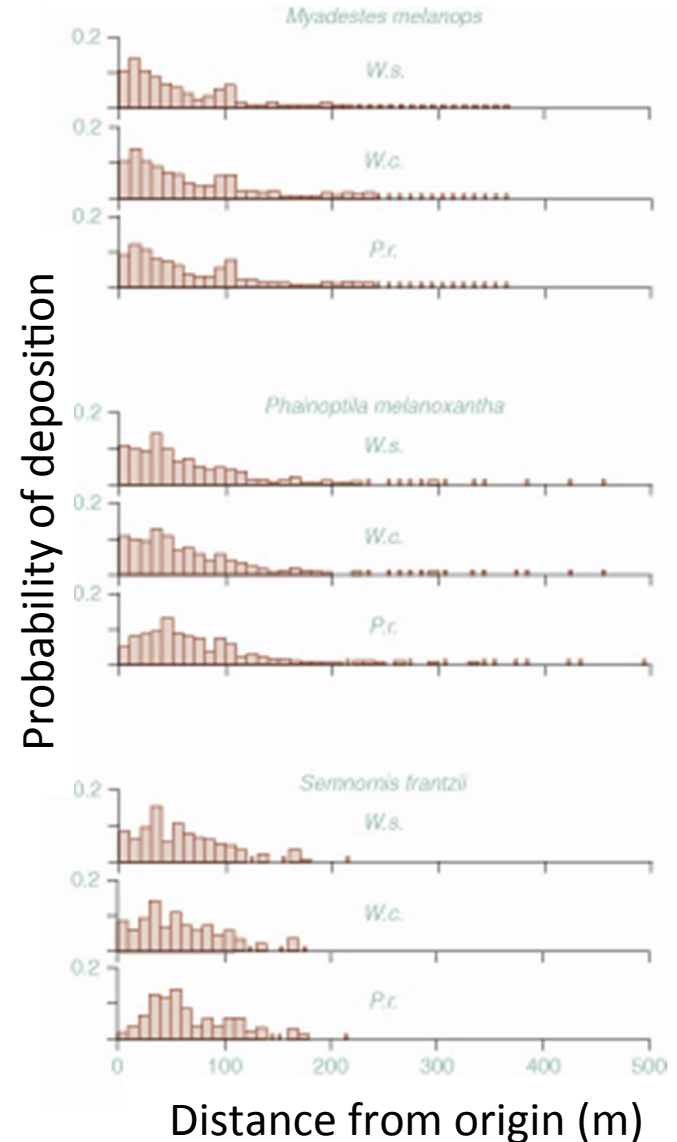 Myadestes melanops
0.2
W.s.
0.2
W.c.
0.2
P.r.
Probability of deposition
Phainoptila melanoxantha
0.2
W.s.
0.2
W.c.
0.2
P.r.
Semnornis frantzii
0.2
W.s.
0.2
W.c.
0.2
P.r.
0 100 200 300 400 500
Distance from origin (m)